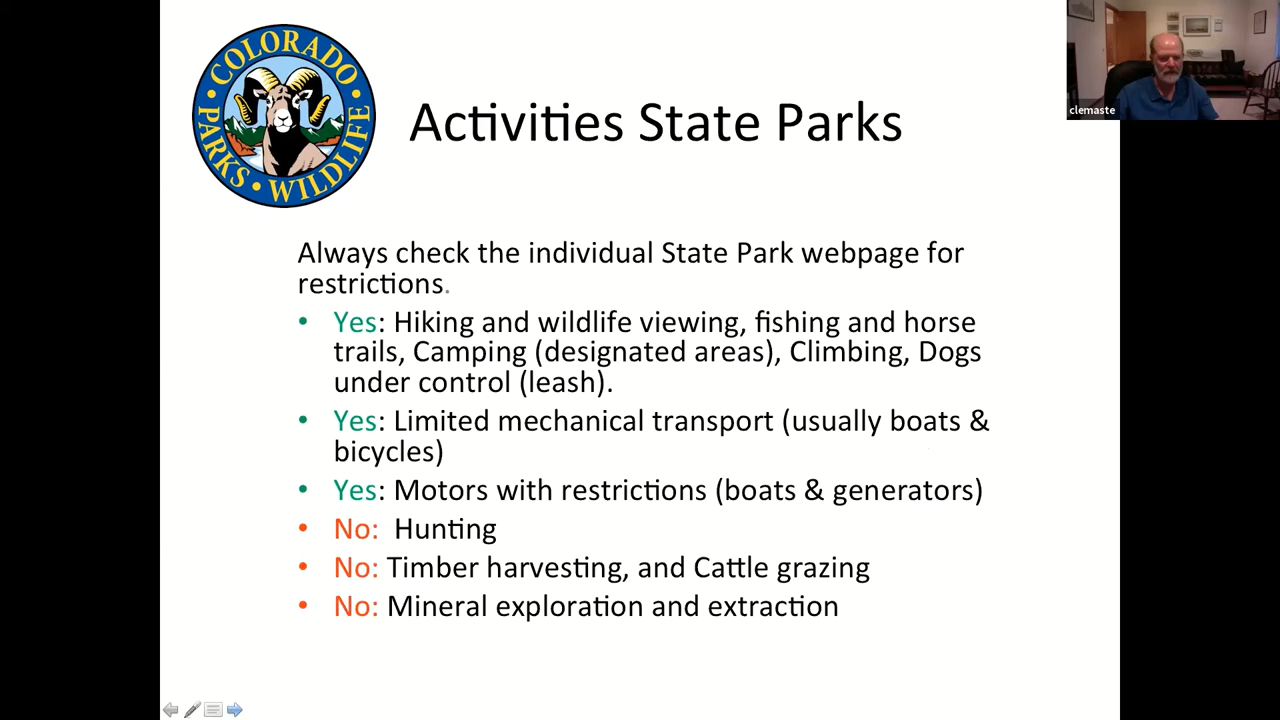 COLORADO
PARKS • WILDLIFE
Activities State Parks
clemaste
Always check the individual State Park webpage for
restrictions.
• Yes: Hiking and wildlife viewing, fishing and horse
trails, Camping (designated areas), Climbing, Dogs
under control (leash).
• Yes: Limited mechanical transport (usually boats &
bicycles)
• Yes: Motors with restrictions (boats & generators)
• No:  Hunting
• No: Timber harvesting, and Cattle grazing
• No: Mineral exploration and extraction